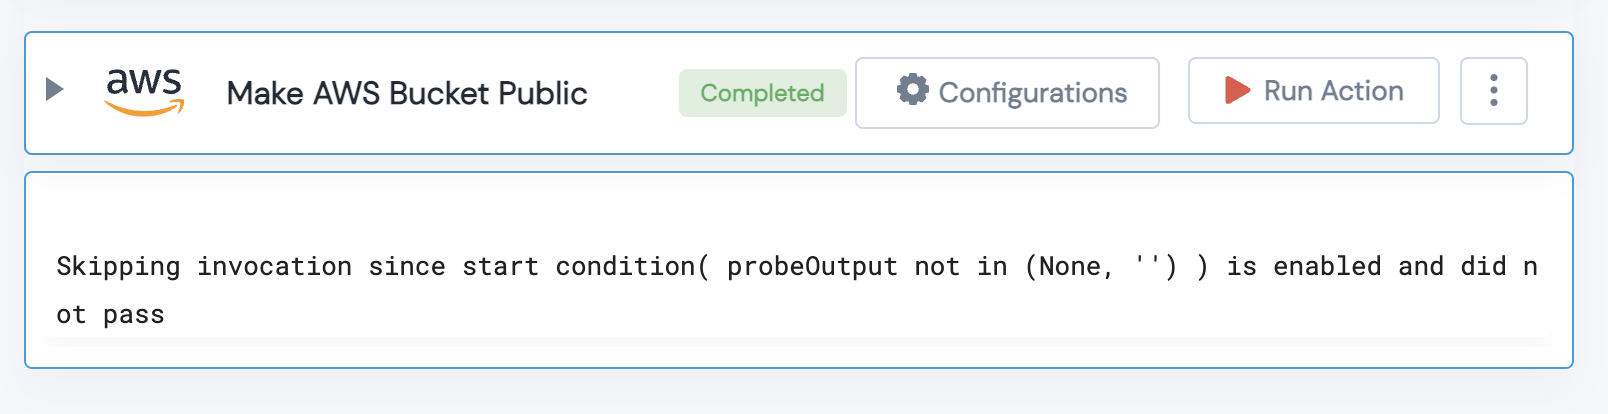 aws Make AWS Bucket Public Completed Configurations Run Action
Skipping invocation since start condition( probeOutput not in (None, '') ) is enabled and did n
ot pass